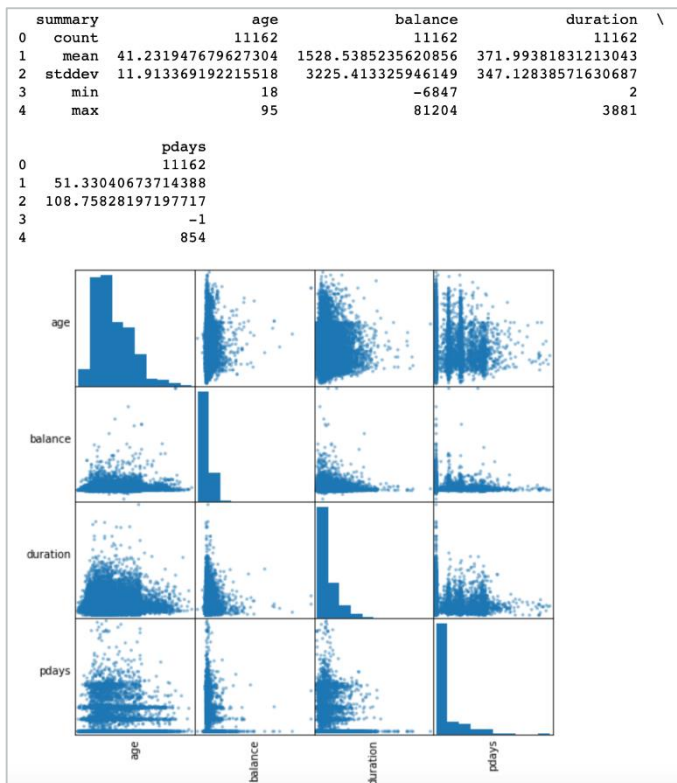 summary age balance duration \
0 count 11162 11162 11162
1 mean 41.231947679627304 1528.5385235620856 371.99381831213043
2 stddev 11.913369192215518 3225.413325946149 347.12838571630687
3 min 18 -6847 2
4 max 95 81204 3881
pdays
0 11162
1 51.33040673714388
2 108.75828197197717
3 -1
4 854
age
balance
duration
pdays
age
balance
duration
pdays